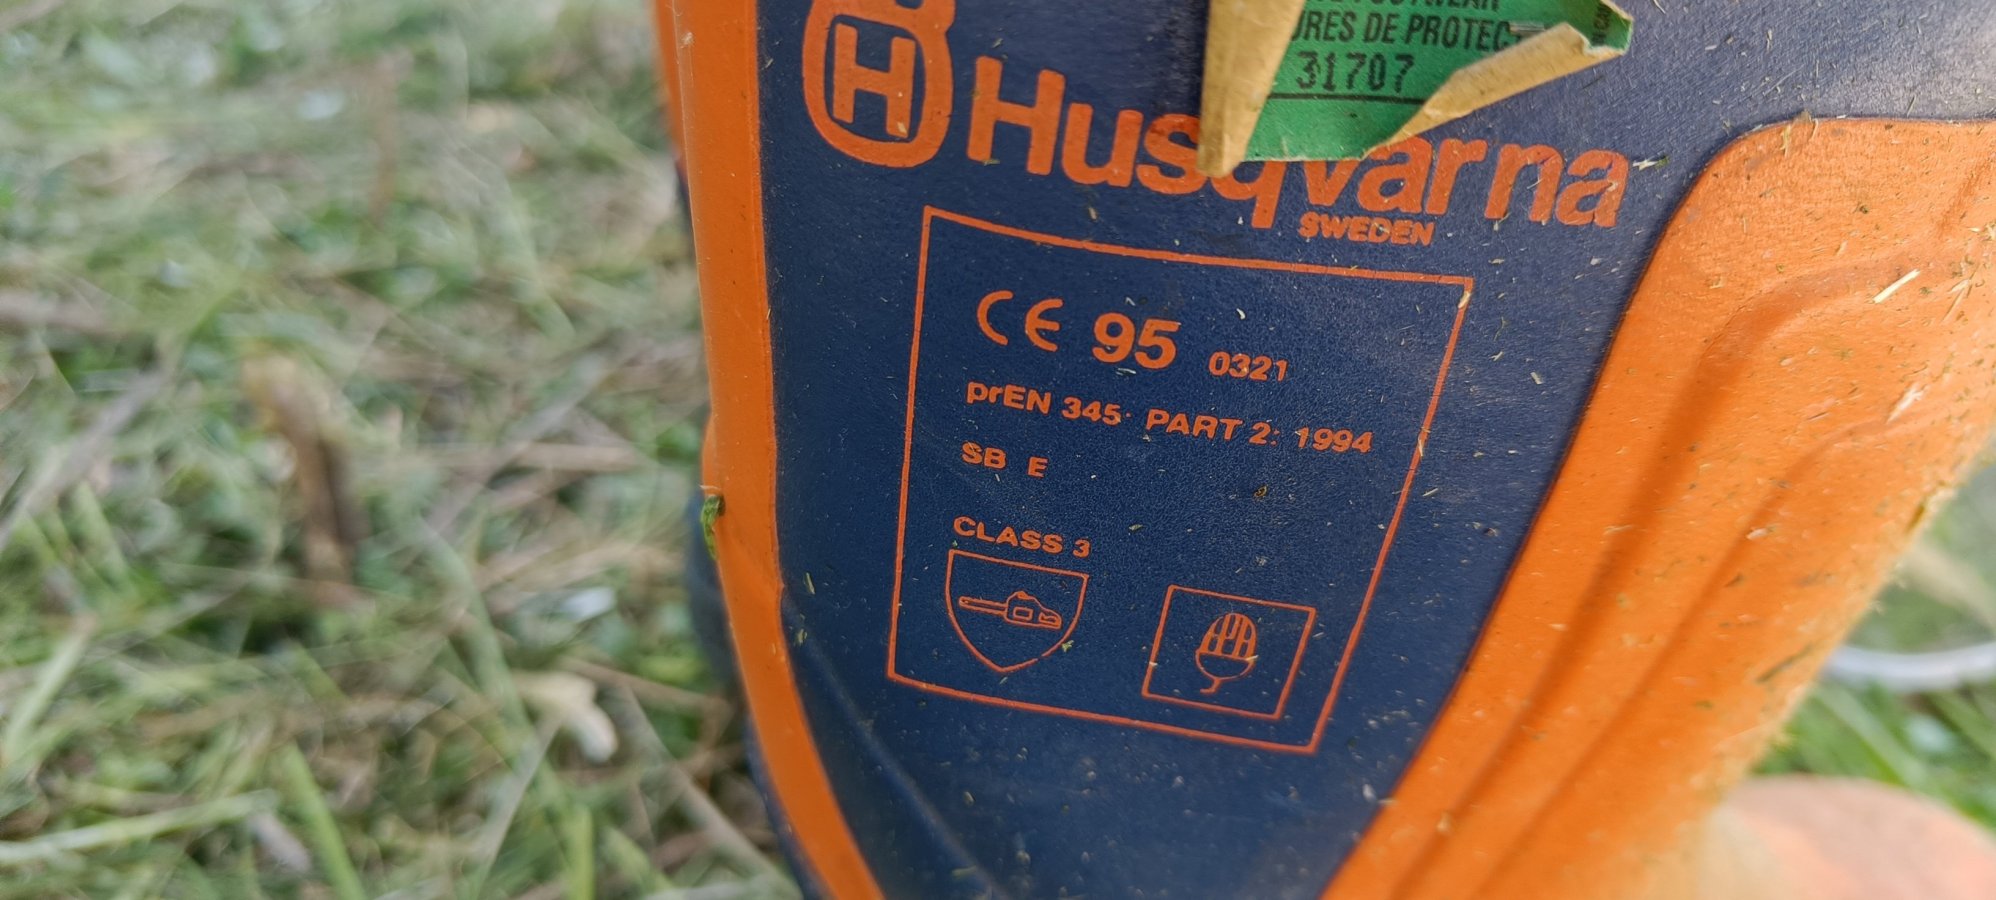 URES DE PROTEC
31707
H
Husqvarna
SWEDEN
CE 95 0321
prEN 345· PART 2: 1994
SB E
CLASS 3